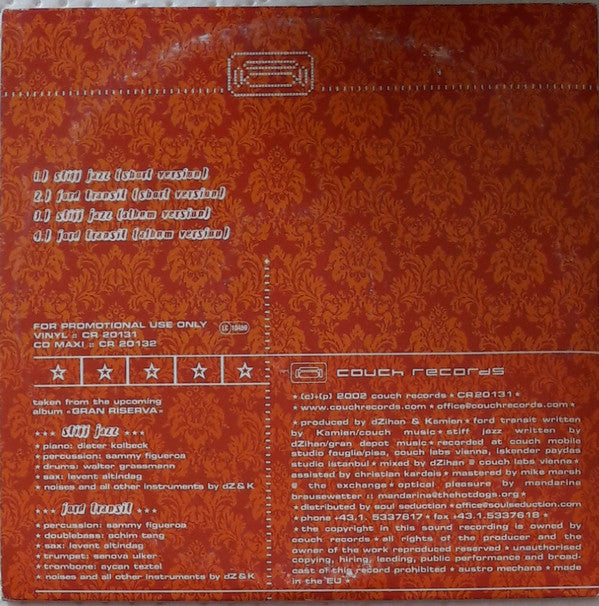 1.) stiff jazz (short version)
2.) ford transit (short version)
3.) stiff jazz (album version)
4.) ford transit (album version)
FOR PROMOTIONAL USE ONLY LC 10469
VINYL :: CR 20131
CD MAXI :: CR 20132
taken from the upcoming
album «GRAN RISERVA»
★★★ stiff jazz ★★★
★ piano: dieter kolbeck
★ percussion: sammy figueroa
★ drums: walter grassmann
★ sax: levent altindag
★ noises and all other instruments by dZ & K
★★★ ford transit ★★★
★ percussion: sammy figueroa
★ doublebass: achim tang
★ sax: levent altindag
★ trumpet: senova ulker
★ trombone: aycan teztel
★ noises and all other instruments by dZ & K
couch records
★ (c)+(p) 2002 couch records ★ CR20131 ★
★ www.couchrecords.com ★ office@couchrecords.com ★
★ produced by dZihan & Kamien ★ ford transit written
by Kamien/couch music ★ stiff jazz written by
dZihan/gran depot music ★ recorded at couch mobile
studio feuglia/pisa, couch labs vienna, iskender paydas
studio istanbul ★ mixed by dZihan @ couch labs vienna ★
assisted by christian kardeis ★ mastered by mike marsh
@ the exchange ★ optical pleasure by mandarina
brausewetter :: mandarina@thehotdogs.org ★
★ distributed by soul seduction ★ office@soulseduction.com
★ phone +43.1. 5337617 ★ fax +43.1.5337618 ★
★ the copyright in this sound recording is owned by
couch records ★ all rights of the producer and the
owner of the work reproduced reserved ★ unauthorised
copying, hiring, lending, public performance and broad-
cast of this record prohibited ★ austro mechana ★ made
in the EU ★